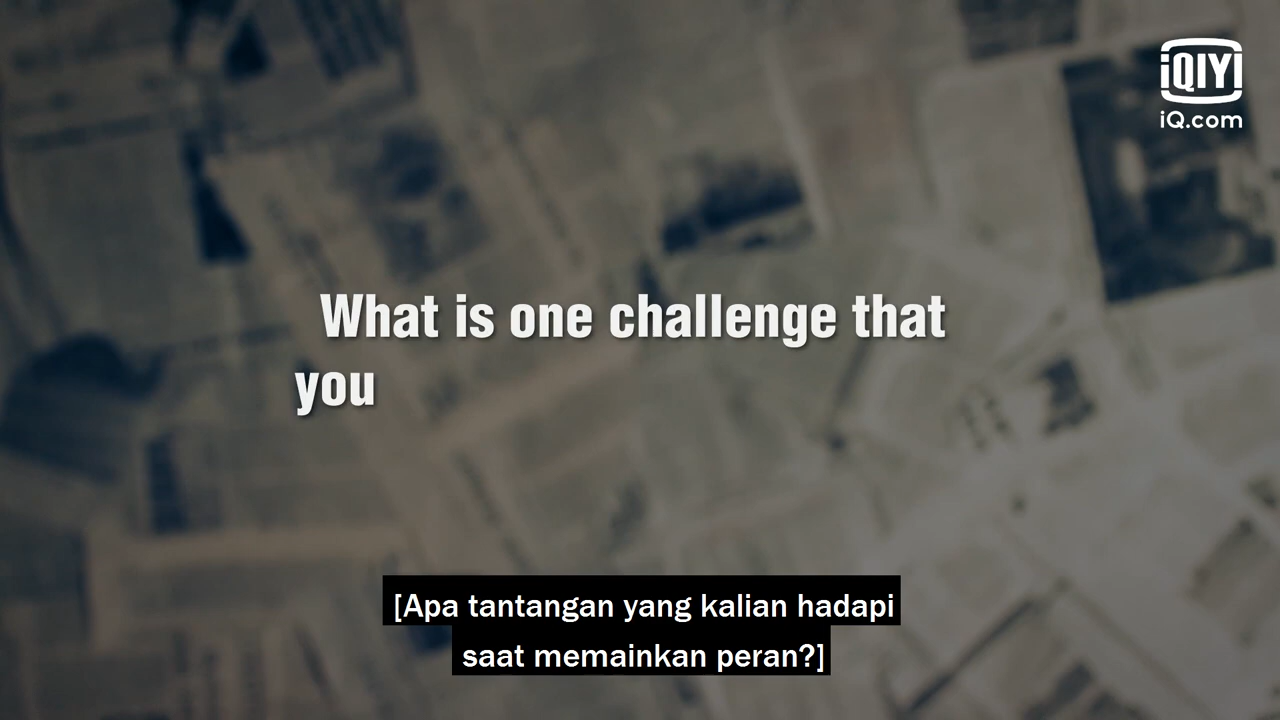 iQIYI
iQ.com
What is one challenge that
you
[Apa tantangan yang kalian hadapi
saat memainkan peran?]